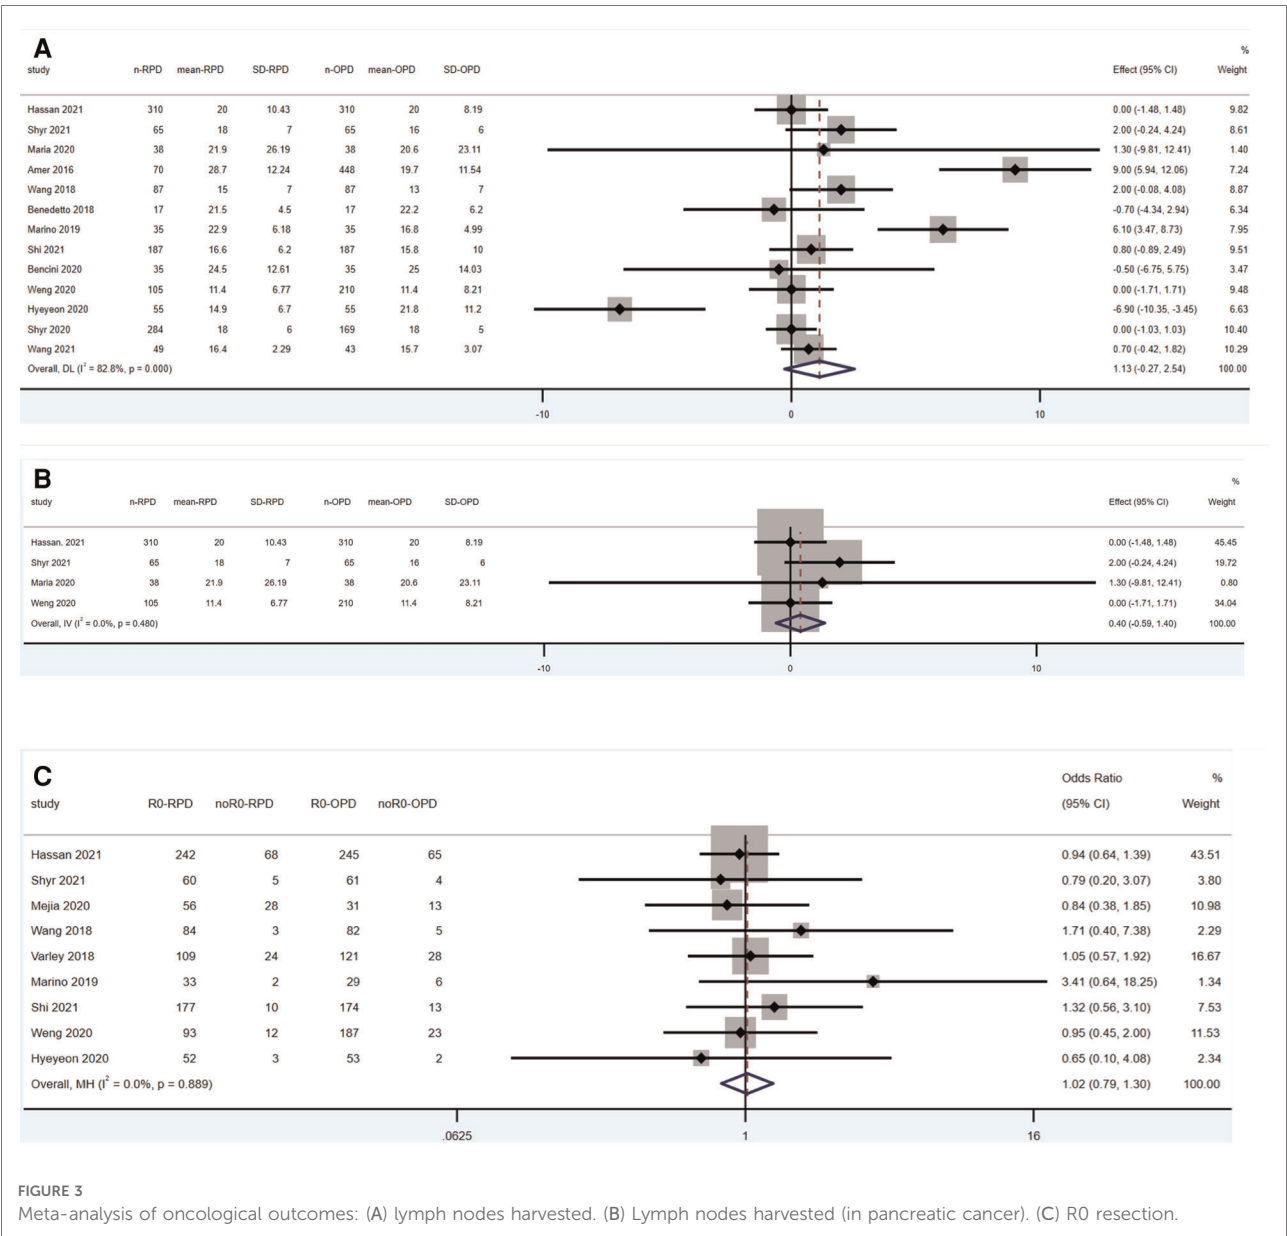 A
%
study n-RPD mean-RPD SD-RPD n-OPD mean-OPD SD-OPD Effect (95% CI) Weight
Hassan 2021 310 20 10.43 310 20 8.19 0.00 (-1.48, 1.48) 9.82
Shyr 2021 65 18 7 65 16 6 2.00 (-0.24, 4.24) 8.61
Maria 2020 38 21.9 26.19 38 20.6 23.11 1.30 (-9.81, 12.41) 1.40
Amer 2016 70 28.7 12.24 448 19.7 11.54 9.00 (5.94, 12.06) 7.24
Wang 2018 87 15 7 87 13 7 2.00 (-0.08, 4.08) 8.87
Benedetto 2018 17 21.5 4.5 17 22.2 6.2 -0.70 (-4.34, 2.94) 6.34
Marino 2019 35 22.9 6.18 35 16.8 4.99 6.10 (3.47, 8.73) 7.95
Shi 2021 187 16.6 6.2 187 15.8 10 0.80 (-0.89, 2.49) 9.51
Bencini 2020 35 24.5 12.61 35 25 14.03 -0.50 (-6.75, 5.75) 3.47
Weng 2020 105 11.4 6.77 210 11.4 8.21 0.00 (-1.71, 1.71) 9.48
Hyeyeon 2020 55 14.9 6.7 55 21.8 11.2 -6.90 (-10.35, -3.45) 6.63
Shyr 2020 284 18 6 169 18 5 0.00 (-1.03, 1.03) 10.40
Wang 2021 49 16.4 2.29 43 15.7 3.07 0.70 (-0.42, 1.82) 10.29
Overall, DL (I² = 82.8%, p = 0.000) 1.13 (-0.27, 2.54) 100.00
-10 0 10
B
%
study n-RPD mean-RPD SD-RPD n-OPD mean-OPD SD-OPD Effect (95% CI) Weight
Hassan. 2021 310 20 10.43 310 20 8.19 0.00 (-1.48, 1.48) 45.45
Shyr 2021 65 18 7 65 16 6 2.00 (-0.24, 4.24) 19.72
Maria 2020 38 21.9 26.19 38 20.6 23.11 1.30 (-9.81, 12.41) 0.80
Weng 2020 105 11.4 6.77 210 11.4 8.21 0.00 (-1.71, 1.71) 34.04
Overall, IV (I² = 0.0%, p = 0.480) 0.40 (-0.59, 1.40) 100.00
-10 0 10
C
Odds Ratio %
study R0-RPD noR0-RPD R0-OPD noR0-OPD (95% CI) Weight
Hassan 2021 242 68 245 65 0.94 (0.64, 1.39) 43.51
Shyr 2021 60 5 61 4 0.79 (0.20, 3.07) 3.80
Mejia 2020 56 28 31 13 0.84 (0.38, 1.85) 10.98
Wang 2018 84 3 82 5 1.71 (0.40, 7.38) 2.29
Varley 2018 109 24 121 28 1.05 (0.57, 1.92) 16.67
Marino 2019 33 2 29 6 3.41 (0.64, 18.25) 1.34
Shi 2021 177 10 174 13 1.32 (0.56, 3.10) 7.53
Weng 2020 93 12 187 23 0.95 (0.45, 2.00) 11.53
Hyeyeon 2020 52 3 53 2 0.65 (0.10, 4.08) 2.34
Overall, MH (I² = 0.0%, p = 0.889) 1.02 (0.79, 1.30) 100.00
.0625 1 16
FIGURE 3
Meta-analysis of oncological outcomes: (A) lymph nodes harvested. (B) Lymph nodes harvested (in pancreatic cancer). (C) R0 resection.